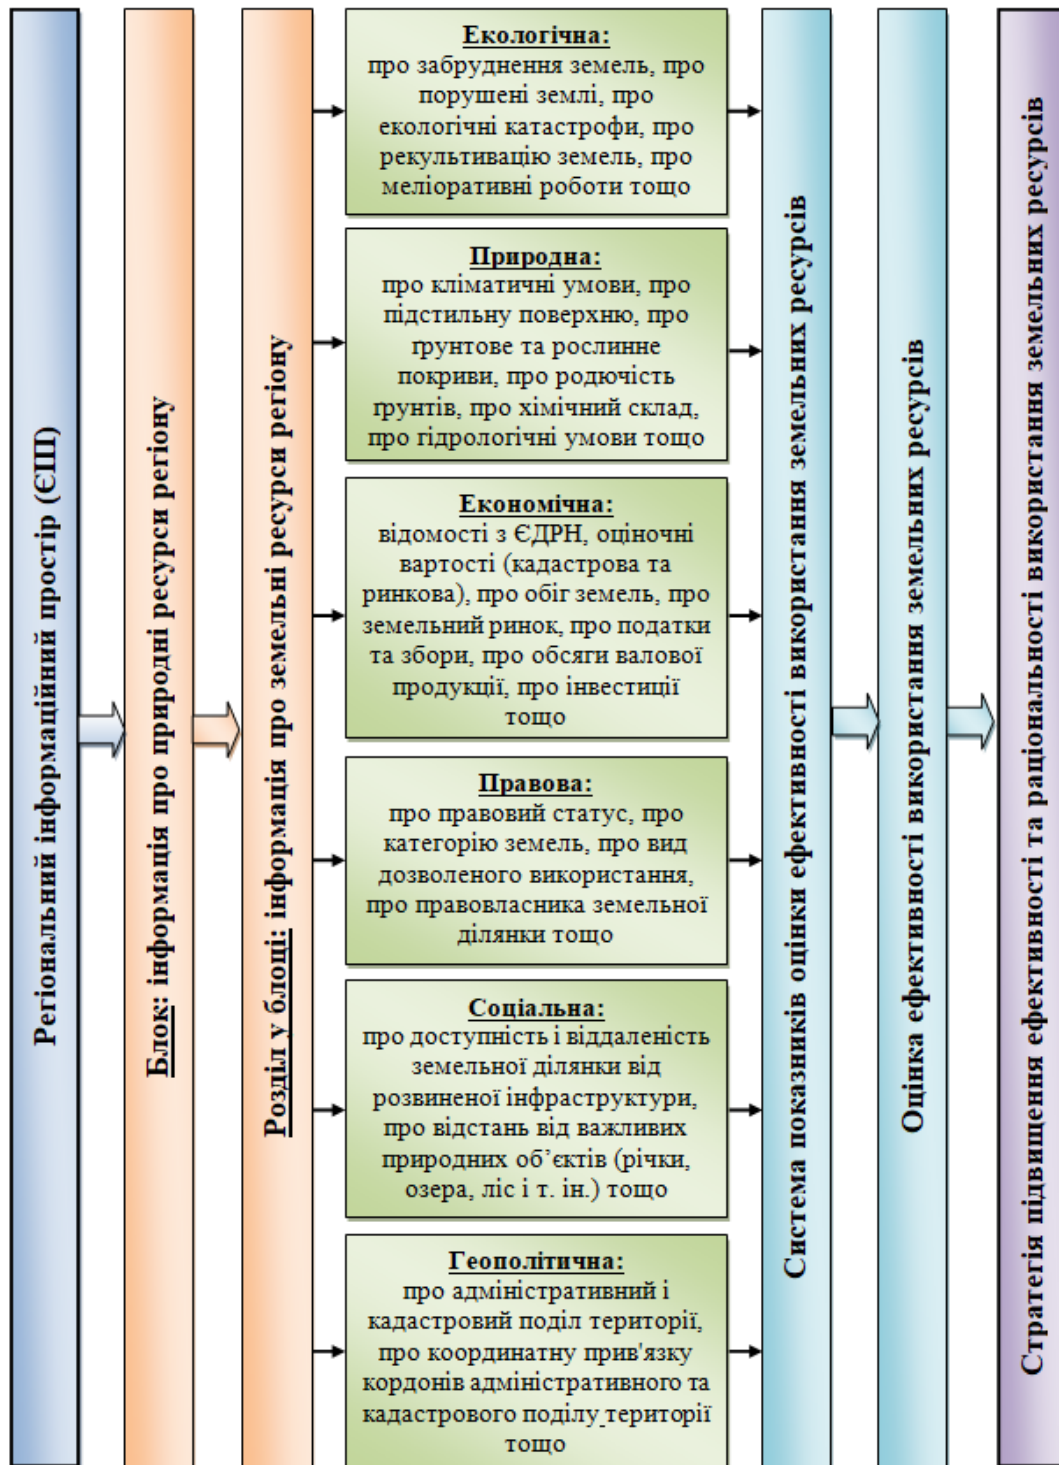 Регіональний інформаційний простір (ЄІП)
Блок: інформація про природні ресурси регіону
Розділ у блоці: інформація про земельні ресурси регіону
Екологічна:
про забруднення земель, про
порушені землі, про
екологічні катастрофи, про
рекультивацію земель, про
меліоративні роботи тощо
Природна:
про кліматичні умови, про
підстильну поверхню, про
ґрунтове та рослинне
покриви, про родючість
ґрунтів, про хімічний склад,
про гідрологічні умови тощо
Економічна:
відомості з ЄДРН, оціночні
вартості (кадастрова та
ринкова), про обіг земель, про
земельний ринок, про податки
та збори, про обсяги валової
продукції, про інвестиції
тощо
Правова:
про правовий статус, про
категорію земель, про вид
дозволеного використання,
про правовласника земельної
ділянки тощо
Соціальна:
про доступність і віддаленість
земельної ділянки від
розвиненої інфраструктури,
про відстань від важливих
природних об’єктів (річки,
озера, ліс і т. ін.) тощо
Геополітична:
про адміністративний і
кадастровий поділ території,
про координатну прив'язку
кордонів адміністративного та
кадастрового поділу території
тощо
Система показників оцінки ефективності використання земельних ресурсів
Оцінка ефективності використання земельних ресурсів
Стратегія підвищення ефективності та раціональності використання земельних ресурсів